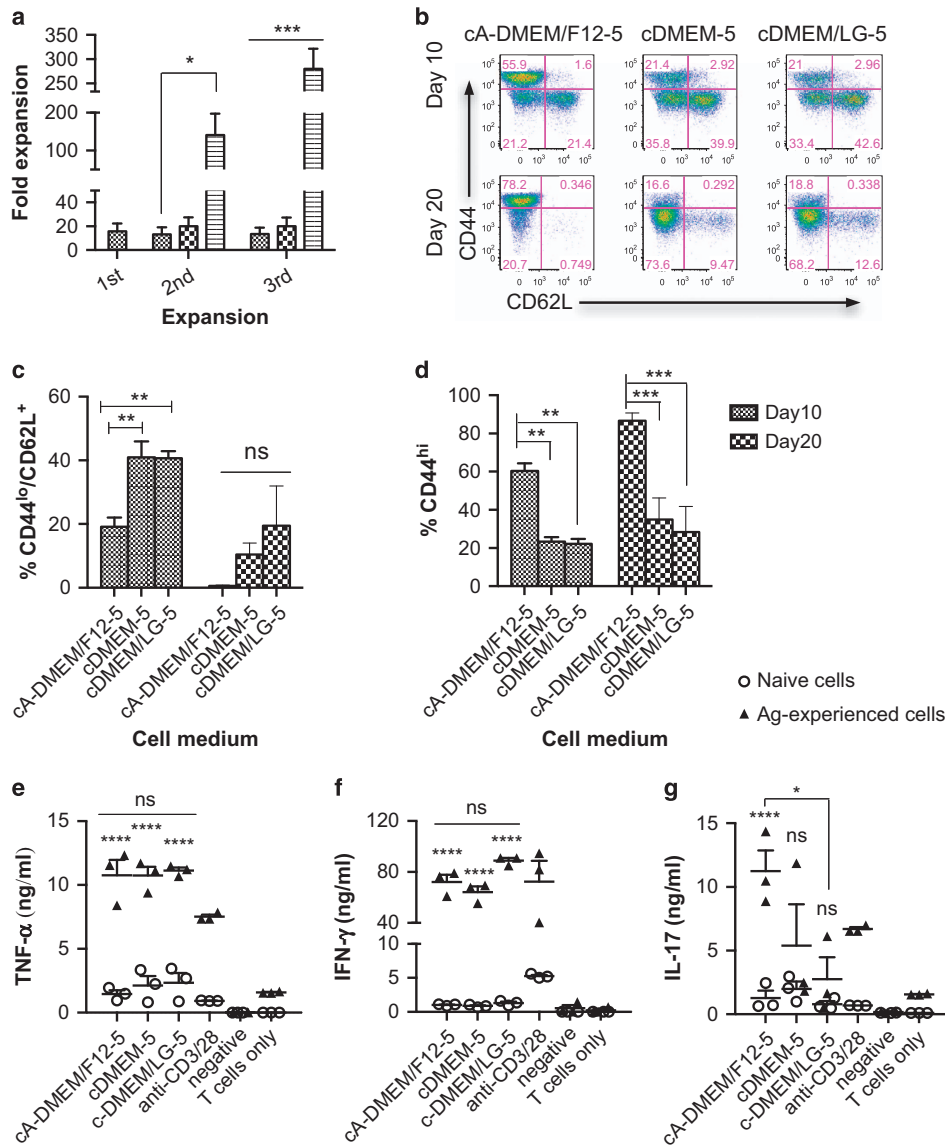 a
Fold expansion
350
300
250
200
100
40
20
0
*
***
1st
2nd
3rd
Expansion
b
cA-DMEM/F12-5
cDMEM-5
cDMEM/LG-5
Day 10
55.9
1.6
21.2
21.4
21.4
2.92
35.8
39.9
21
2.96
33.4
42.6
Day 20
78.2
0.346
20.7
0.749
16.6
0.292
73.6
9.47
18.8
0.338
68.2
12.6
10⁵
10⁴
10³
10²
0
0 10³ 10⁴ 10⁵
CD44
CD62L
c
% CD44ˡᵒ/CD62L⁺
60
40
20
0
**
**
ns
cA-DMEM/F12-5
cDMEM-5
cDMEM/LG-5
cA-DMEM/F12-5
cDMEM-5
cDMEM/LG-5
Cell medium
d
% CD44ʰⁱ
100
80
60
40
20
0
**
**
***
***
cA-DMEM/F12-5
cDMEM-5
cDMEM/LG-5
cA-DMEM/F12-5
cDMEM-5
cDMEM/LG-5
Cell medium
Day10
Day20
Naive cells
Ag-experienced cells
e
TNF-α (ng/ml)
15
10
5
0
ns
****
****
****
cA-DMEM/F12-5
cDMEM-5
c-DMEM/LG-5
anti-CD3/28
negative
T cells only
f
IFN-γ (ng/ml)
120
80
40
10
5
0
ns
****
****
****
cA-DMEM/F12-5
cDMEM-5
c-DMEM/LG-5
anti-CD3/28
negative
T cells only
g
IL-17 (ng/ml)
20
15
10
5
0
*
****
ns
ns
cA-DMEM/F12-5
cDMEM-5
c-DMEM/LG-5
anti-CD3/28
negative
T cells only